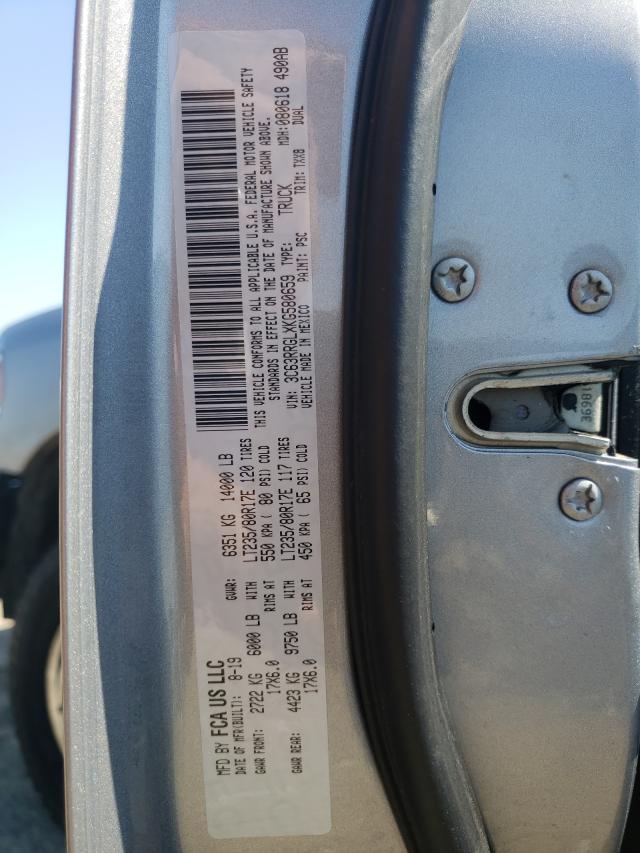 MFD BY FCA US LLC
DATE OF MFR(BUILT): 8-19 GVWR: 6351 KG 14000 LB
GAWR FRONT: 2722 KG 6000 LB WITH LT235/80R17E 120 TIRES
17X6.0 RIMS AT 550 KPA ( 80 PSI) COLD
GAWR REAR: 4423 KG 9750 LB WITH LT235/80R17E 117 TIRES
17X6.0 RIMS AT 450 KPA ( 65 PSI) COLD
THIS VEHICLE CONFORMS TO ALL APPLICABLE U.S.A. FEDERAL MOTOR VEHICLE SAFETY
STANDARDS IN EFFECT ON THE DATE OF MANUFACTURE SHOWN ABOVE.
VIN: 3C63RRGLXKG580659 TYPE: TRUCK MDH:080618 490AB
VEHICLE MADE IN MEXICO PAINT: PSC TRIM: TXX8 DUAL